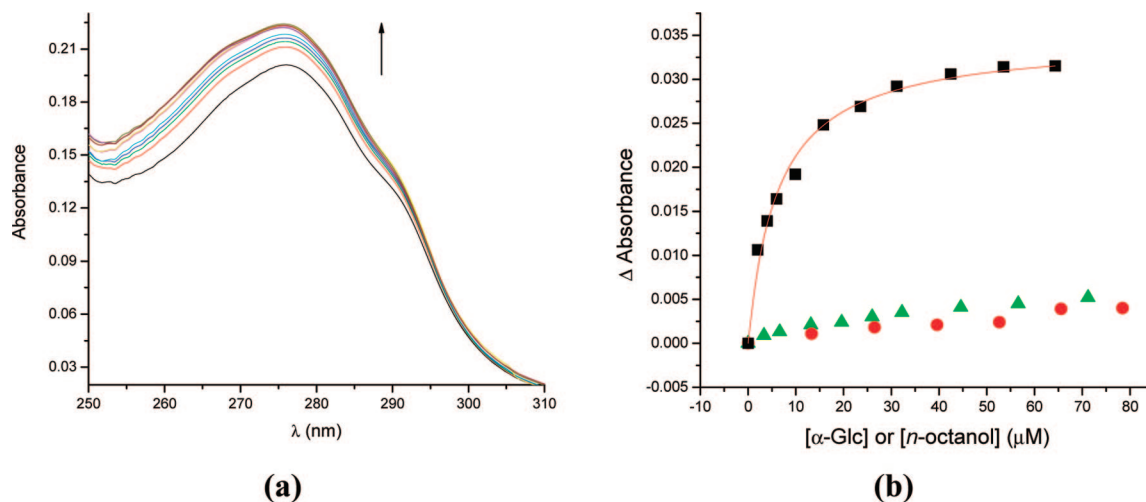 0.21
0.18
0.15
0.12
0.09
0.06
0.03
Absorbance
250 260 270 280 290 300 310
λ (nm)
(a)
0.035
0.030
0.025
0.020
0.015
0.010
0.005
0.000
-0.005
Δ Absorbance
-10 0 10 20 30 40 50 60 70 80
[α-Glc] or [n-octanol] (μM)
(b)